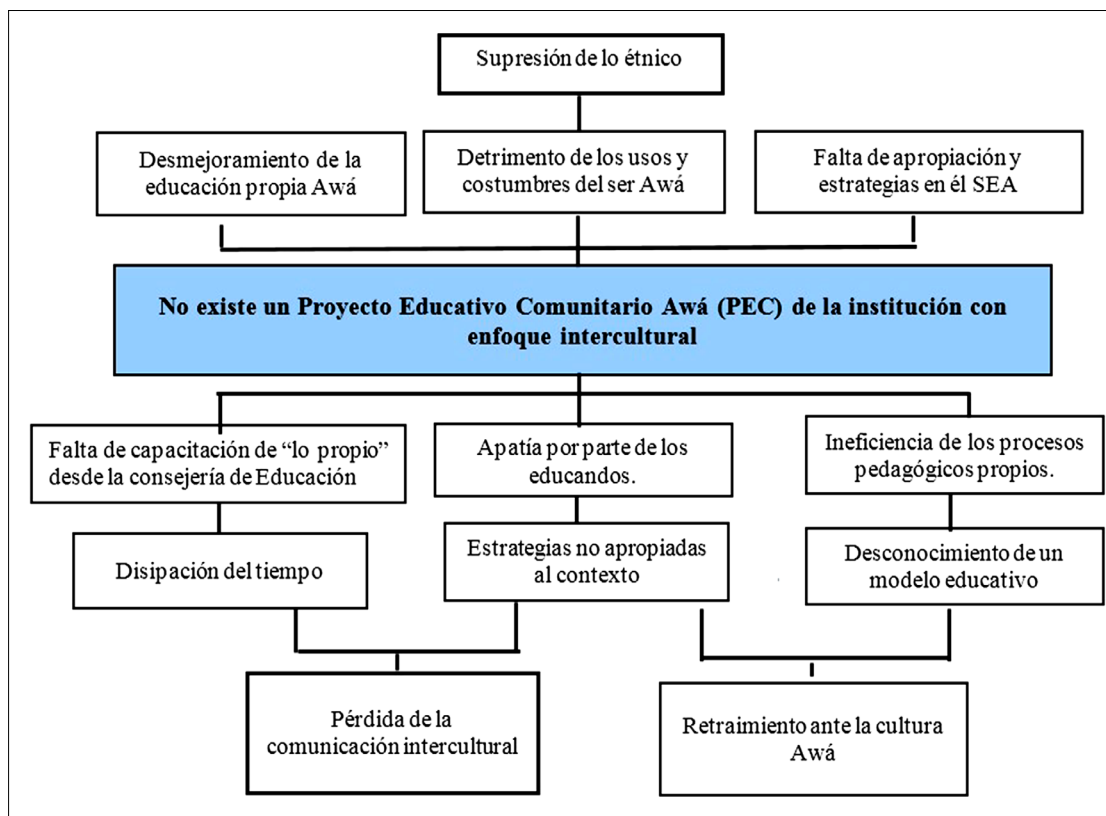 Supresión de lo étnico
Desmejoramiento de la
educación propia Awá
Detrimento de los usos y
costumbres del ser Awá
Falta de apropiación y
estrategias en él SEA
No existe un Proyecto Educativo Comunitario Awá (PEC) de la institución con
enfoque intercultural
Falta de capacitación de “lo propio”
desde la consejería de Educación
Apatía por parte de los
educandos.
Ineficiencia de los procesos
pedagógicos propios.
Disipación del tiempo
Estrategias no apropiadas
al contexto
Desconocimiento de un
modelo educativo
Pérdida de la
comunicación intercultural
Retraimiento ante la cultura
Awá